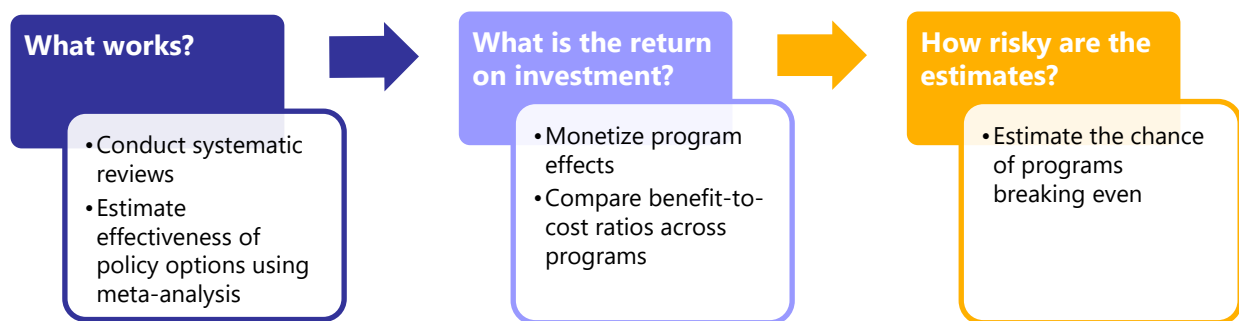 What works?
•Conduct systematic
reviews
•Estimate
effectiveness of
policy options using
meta-analysis
What is the return
on investment?
•Monetize program
effects
•Compare benefit-to-
cost ratios across
programs
How risky are the
estimates?
•Estimate the chance
of programs
breaking even